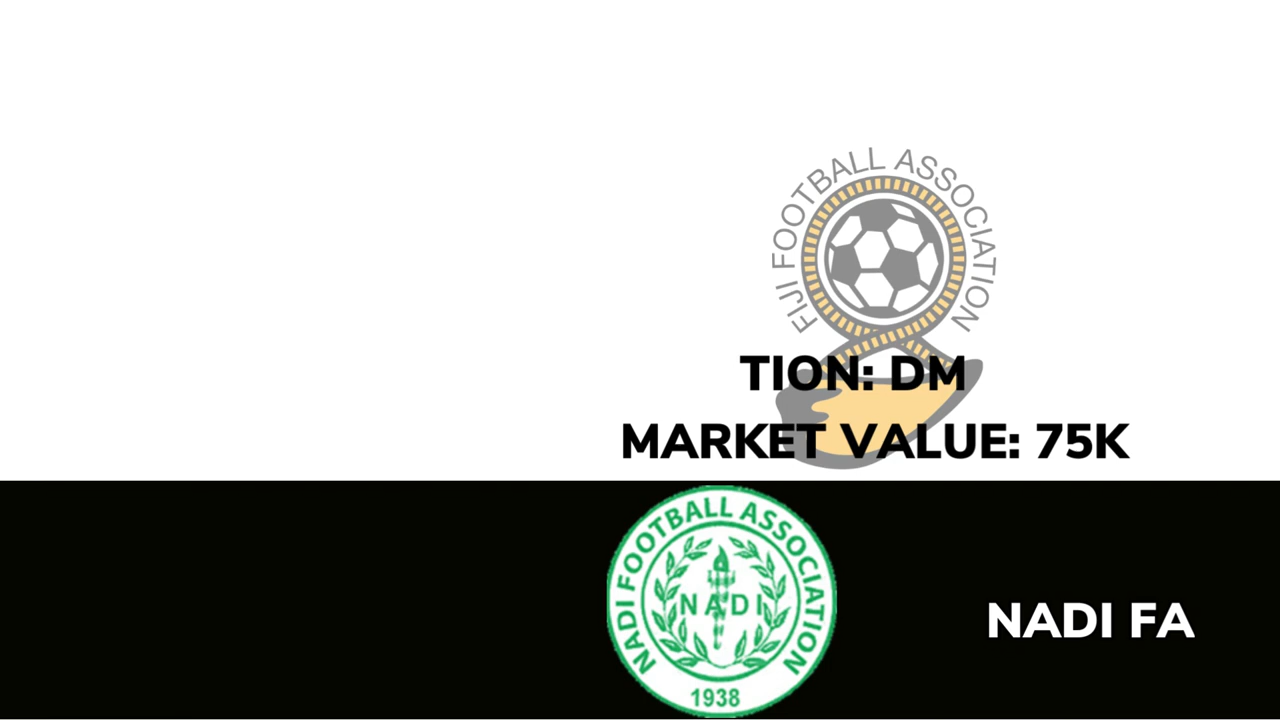 FIJI FOOTBALL ASSOCIATION
TION: DM
MARKET VALUE: 75K
NADI FOOTBALL ASSOCIATION
NADI
1938
NADI FA